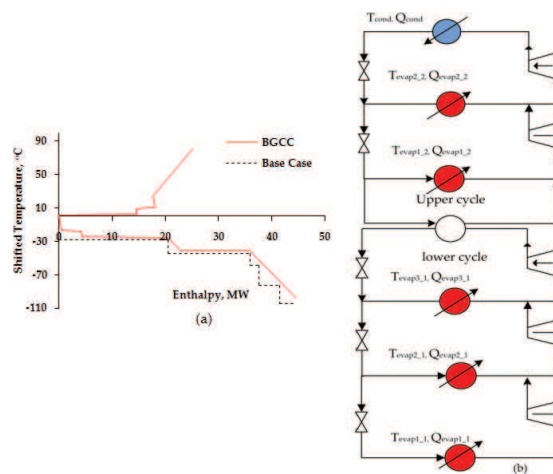 (a)
90
50
10
-30
-70
-110
0
10
20
30
40
50
Shifted Temperature, °C
BGCC
Base Case
Enthalpy, MW
Tcond, Qcond
Tevap2_2, Qevap2_2
Tevap1_2, Qevap1_2
Upper cycle
lower cycle
Tevap3_1, Qevap3_1
Tevap2_1, Qevap2_1
Tevap1_1, Qevap1_1
(b)